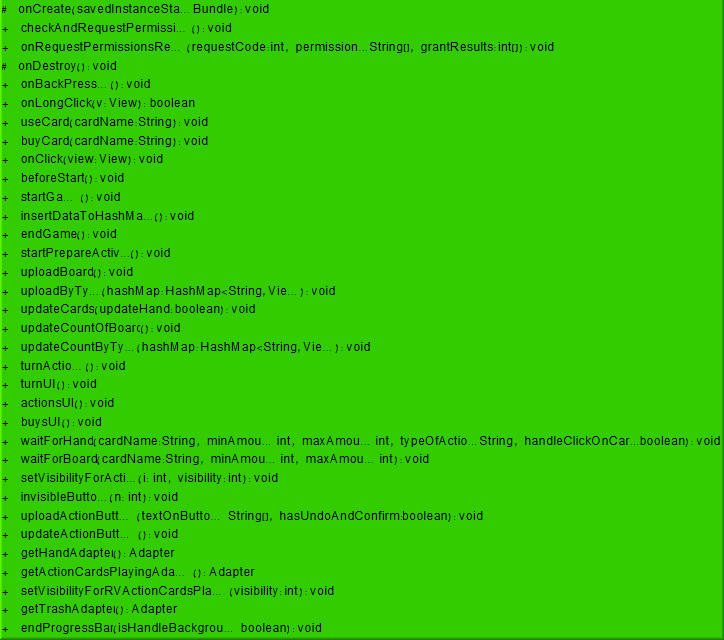 # onCreate(savedInstanceSta... Bundle): void
+ checkAndRequestPermissi... (): void
+ onRequestPermissionsRe... (requestCode:int, permission...String[], grantResults:int[]): void
# onDestroy(): void
+ onBackPress... (): void
+ onLongClick(v: View): boolean
+ useCard(cardName:String): void
+ buyCard(cardName:String): void
+ onClick(view: View): void
+ beforeStart(): void
+ startGa... (): void
+ insertDataToHashMa...(): void
+ endGame(): void
+ startPrepareActiv...(): void
+ uploadBoard(): void
+ uploadByTy... (hashMap:HashMap<String, Vie... ): void
+ updateCards(updateHand:boolean): void
+ updateCountOfBoard(): void
+ updateCountByTy... (hashMap:HashMap<String, Vie... ): void
+ turnActio... (): void
+ turnUI(): void
+ actionsUI(): void
+ buysUI(): void
+ waitForHand(cardName:String, minAmou... int, maxAmou... int, typeOfActio... String, handleClickOnCar...boolean): void
+ waitForBoard(cardName:String, minAmou... int, maxAmou... int): void
+ setVisibilityForActi... (i: int, visibility:int): void
+ invisibleButto... (n: int): void
+ uploadActionButt... (textOnButto... String[], hasUndoAndConfirm:boolean): void
+ updateActionButt... (): void
+ getHandAdapter(): Adapter
+ getActionCardsPlayingAda... (): Adapter
+ setVisibilityForRVActionCardsPla... (visibility:int): void
+ getTrashAdapter(): Adapter
+ endProgressBar(isHandleBackgrou... boolean): void